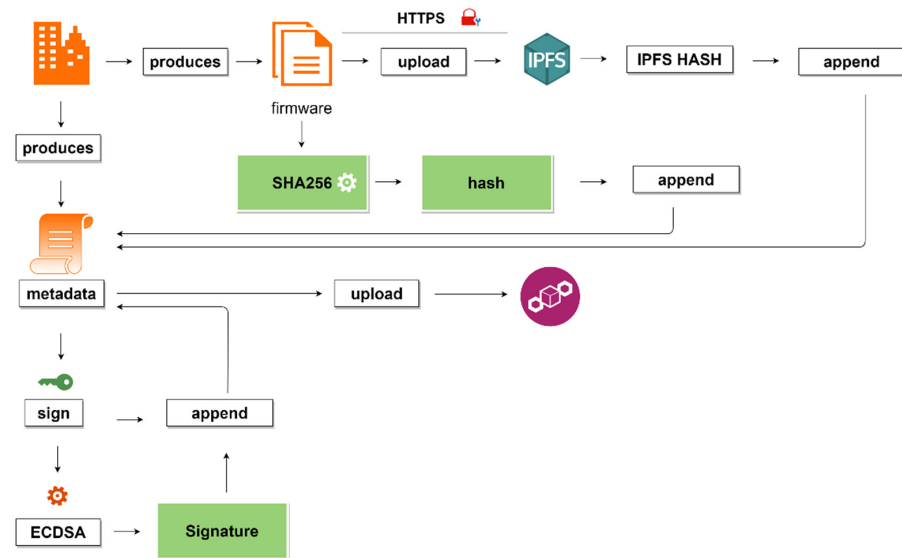 HTTPS
produces
upload
IPFS
IPFS HASH
append
firmware
produces
SHA256
hash
append
metadata
upload
sign
append
ECDSA
Signature